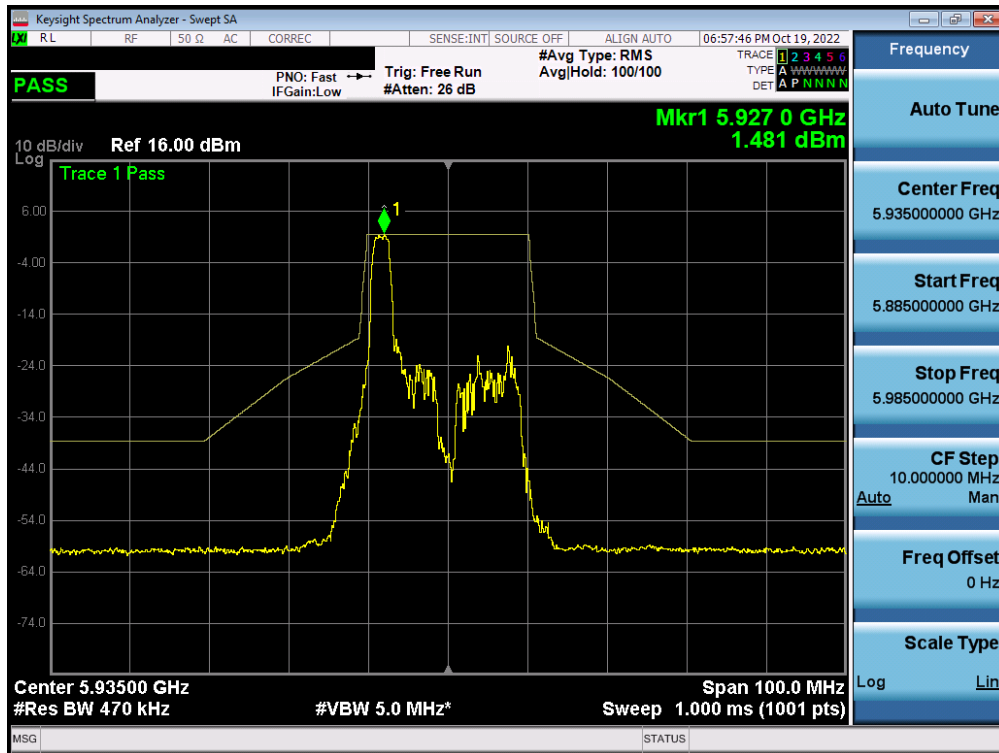 Keysight Spectrum Analyzer - Swept SA
LXI RL RF 50 Ω AC CORREC SENSE:INT SOURCE OFF ALIGN AUTO 06:57:46 PM Oct 19, 2022
PASS
PNO: Fast
IFGain:Low
Trig: Free Run
#Atten: 26 dB
#Avg Type: RMS
Avg|Hold: 100/100
TRACE 1 2 3 4 5 6
TYPE A WWWWW
DET A P N N N N
Mkr1 5.927 0 GHz
1.481 dBm
10 dB/div Ref 16.00 dBm
Log
Trace 1 Pass
1
6.00
-4.00
-14.0
-24.0
-34.0
-44.0
-54.0
-64.0
-74.0
Center 5.93500 GHz Span 100.0 MHz
#Res BW 470 kHz #VBW 5.0 MHz* Sweep 1.000 ms (1001 pts)
MSG STATUS
Frequency
Auto Tune
Center Freq
5.935000000 GHz
Start Freq
5.885000000 GHz
Stop Freq
5.985000000 GHz
CF Step
10.000000 MHz
Auto Man
Freq Offset
0 Hz
Scale Type
Log Lin